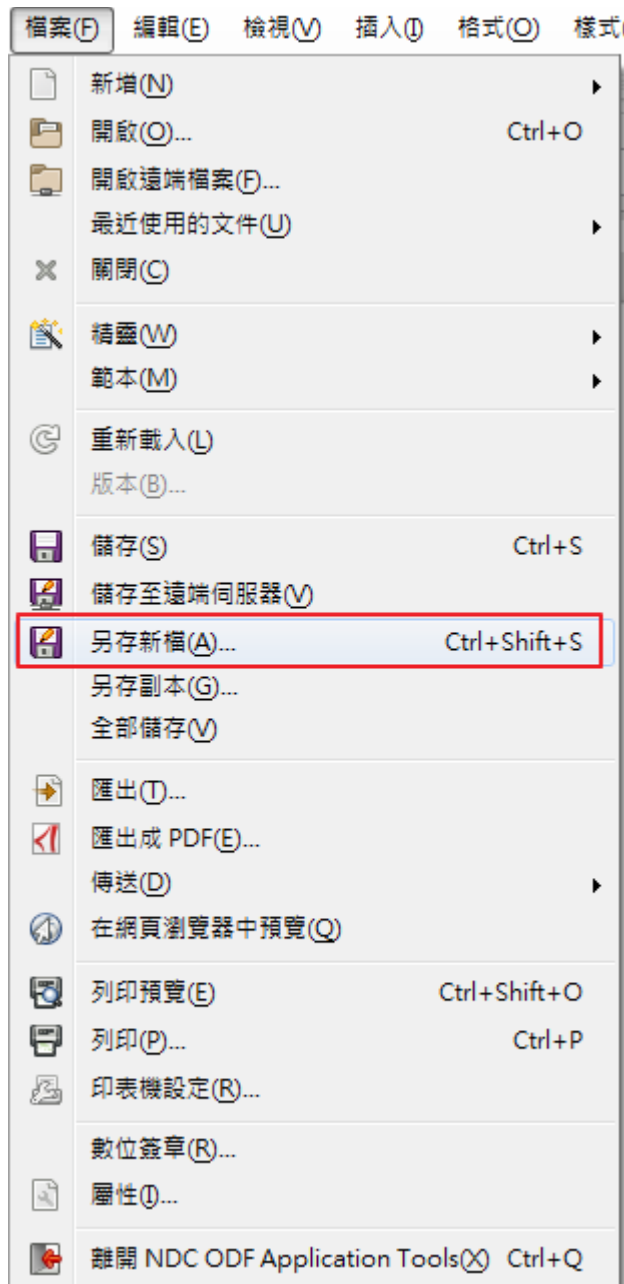 檔案(F) 編輯(E) 檢視(V) 插入(I) 格式(O) 樣式
新增(N)
開啟(O)... Ctrl+O
開啟遠端檔案(F)...
最近使用的文件(U)
關閉(C)
精靈(W)
範本(M)
重新載入(L)
版本(B)...
儲存(S) Ctrl+S
儲存至遠端伺服器(V)
另存新檔(A)... Ctrl+Shift+S
另存副本(G)...
全部儲存(V)
匯出(T)...
匯出成 PDF(E)...
傳送(D)
在網頁瀏覽器中預覽(Q)
列印預覽(E) Ctrl+Shift+O
列印(P)... Ctrl+P
印表機設定(R)...
數位簽章(R)...
屬性(I)...
離開 NDC ODF Application Tools(X) Ctrl+Q